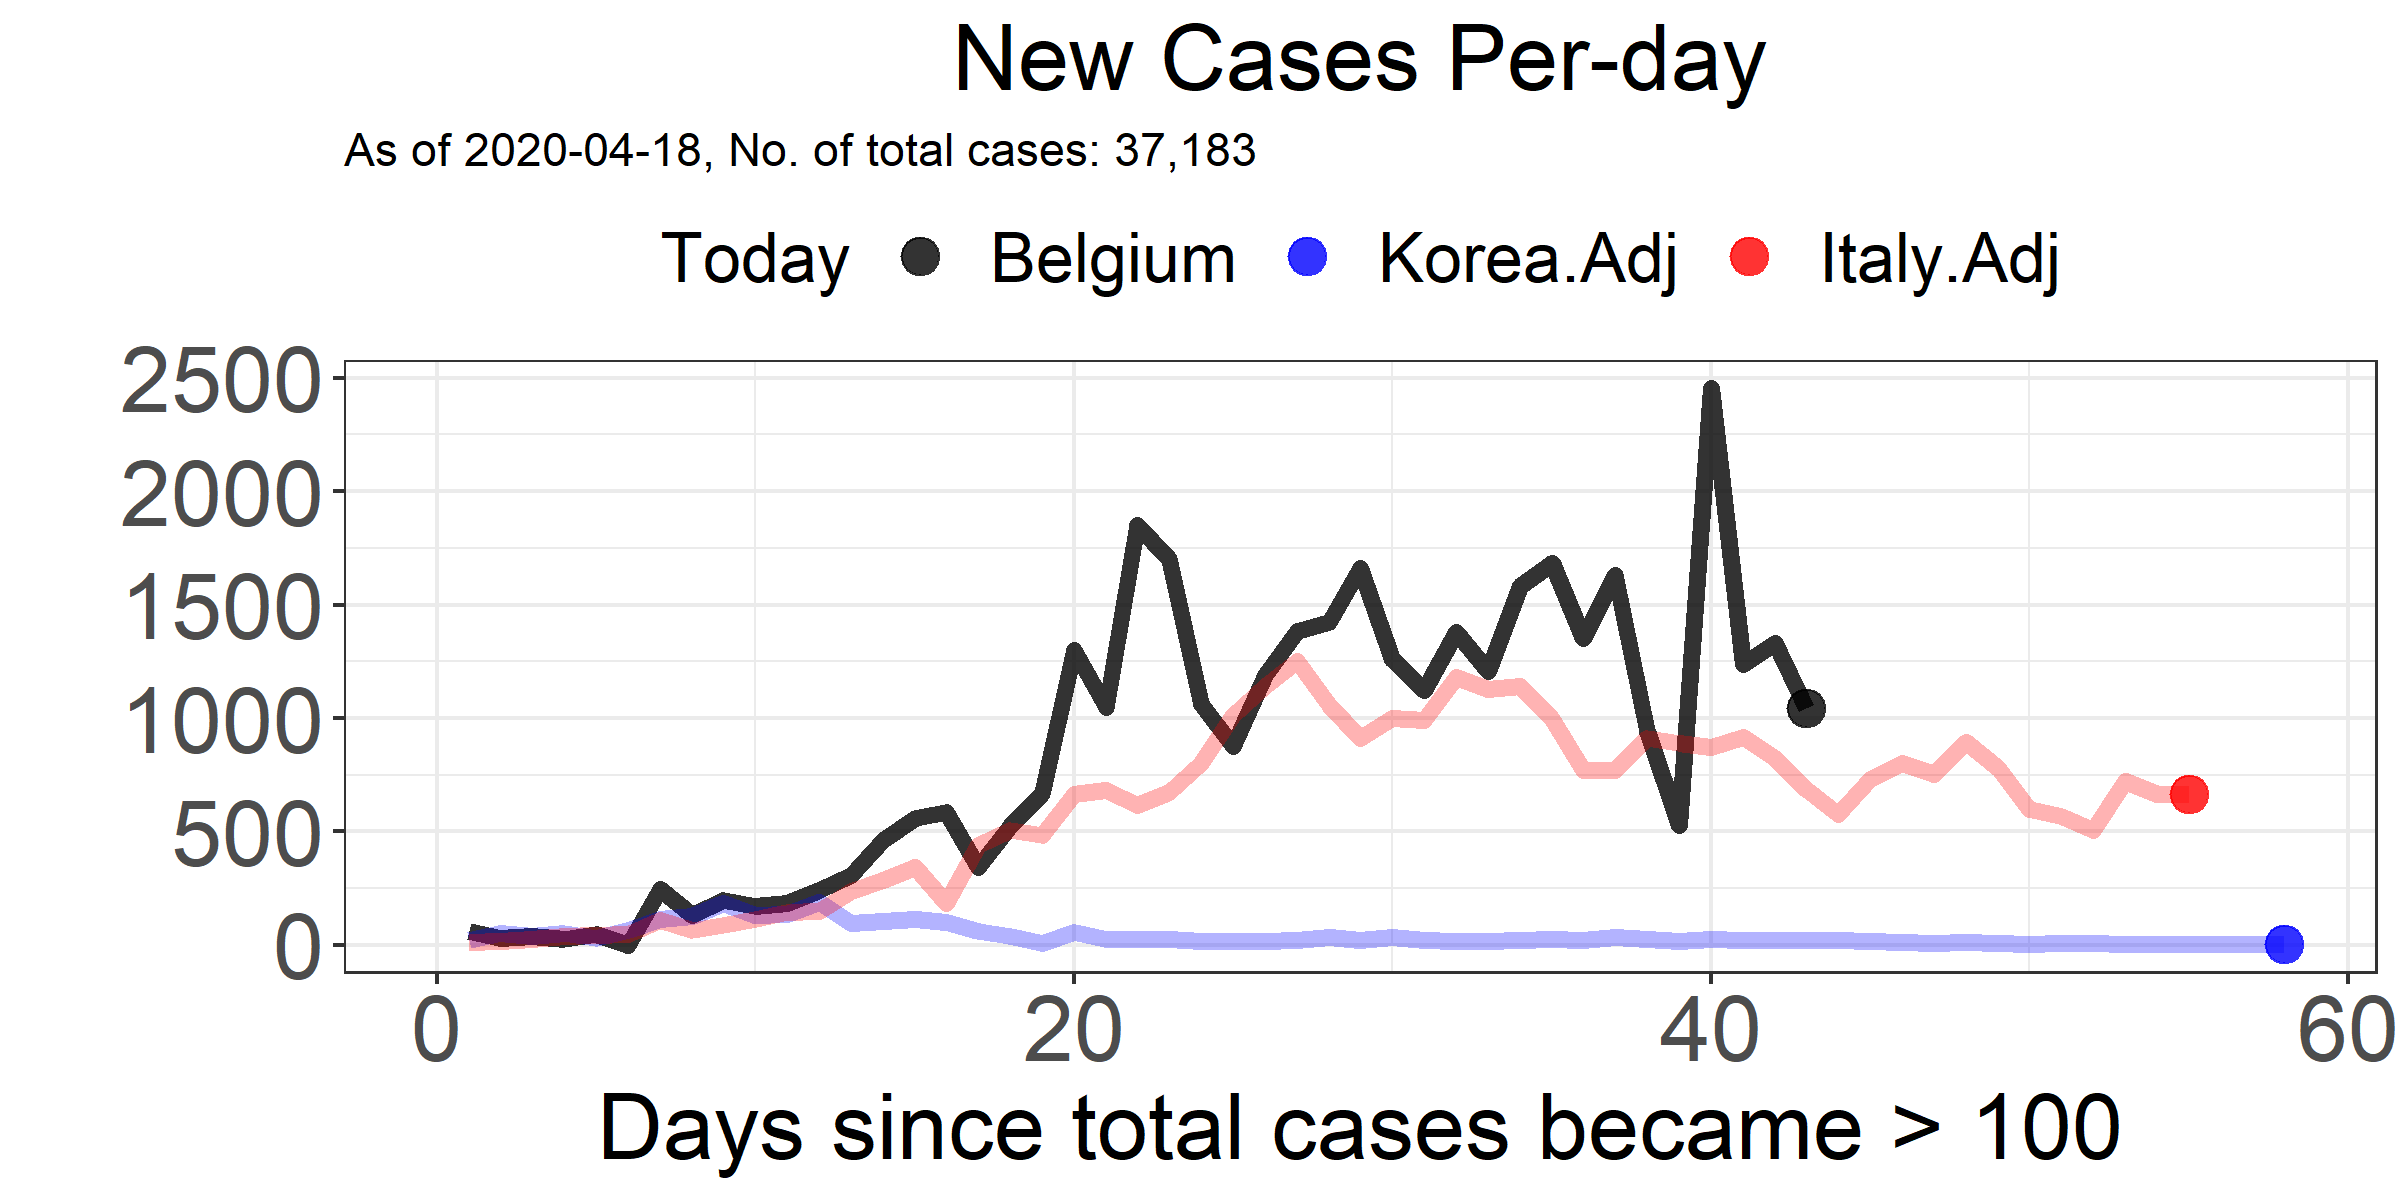 New Cases Per-day
As of 2020-04-18, No. of total cases: 37,183
Today Belgium Korea.Adj Italy.Adj
2500
2000
1500
1000
500
0
0 20 40 60
Days since total cases became > 100